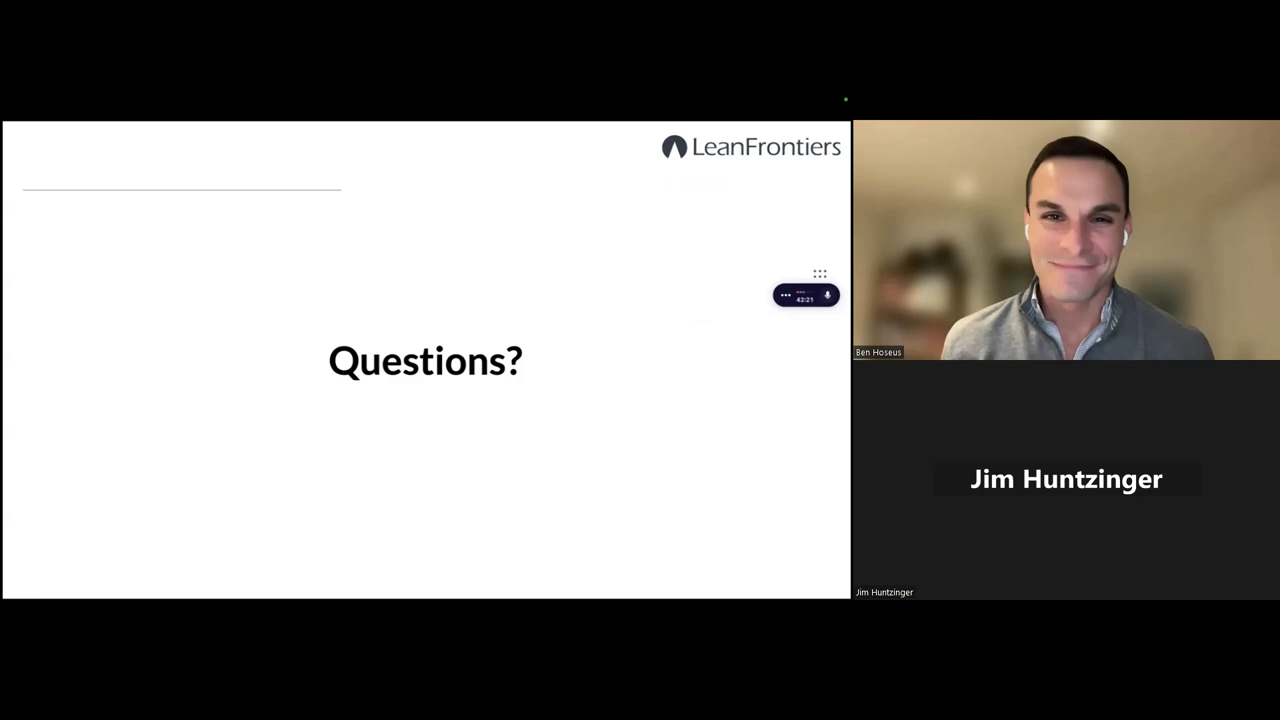 LeanFrontiers
42:21
Questions?
Ben Hoseus
Jim Huntzinger
Jim Huntzinger